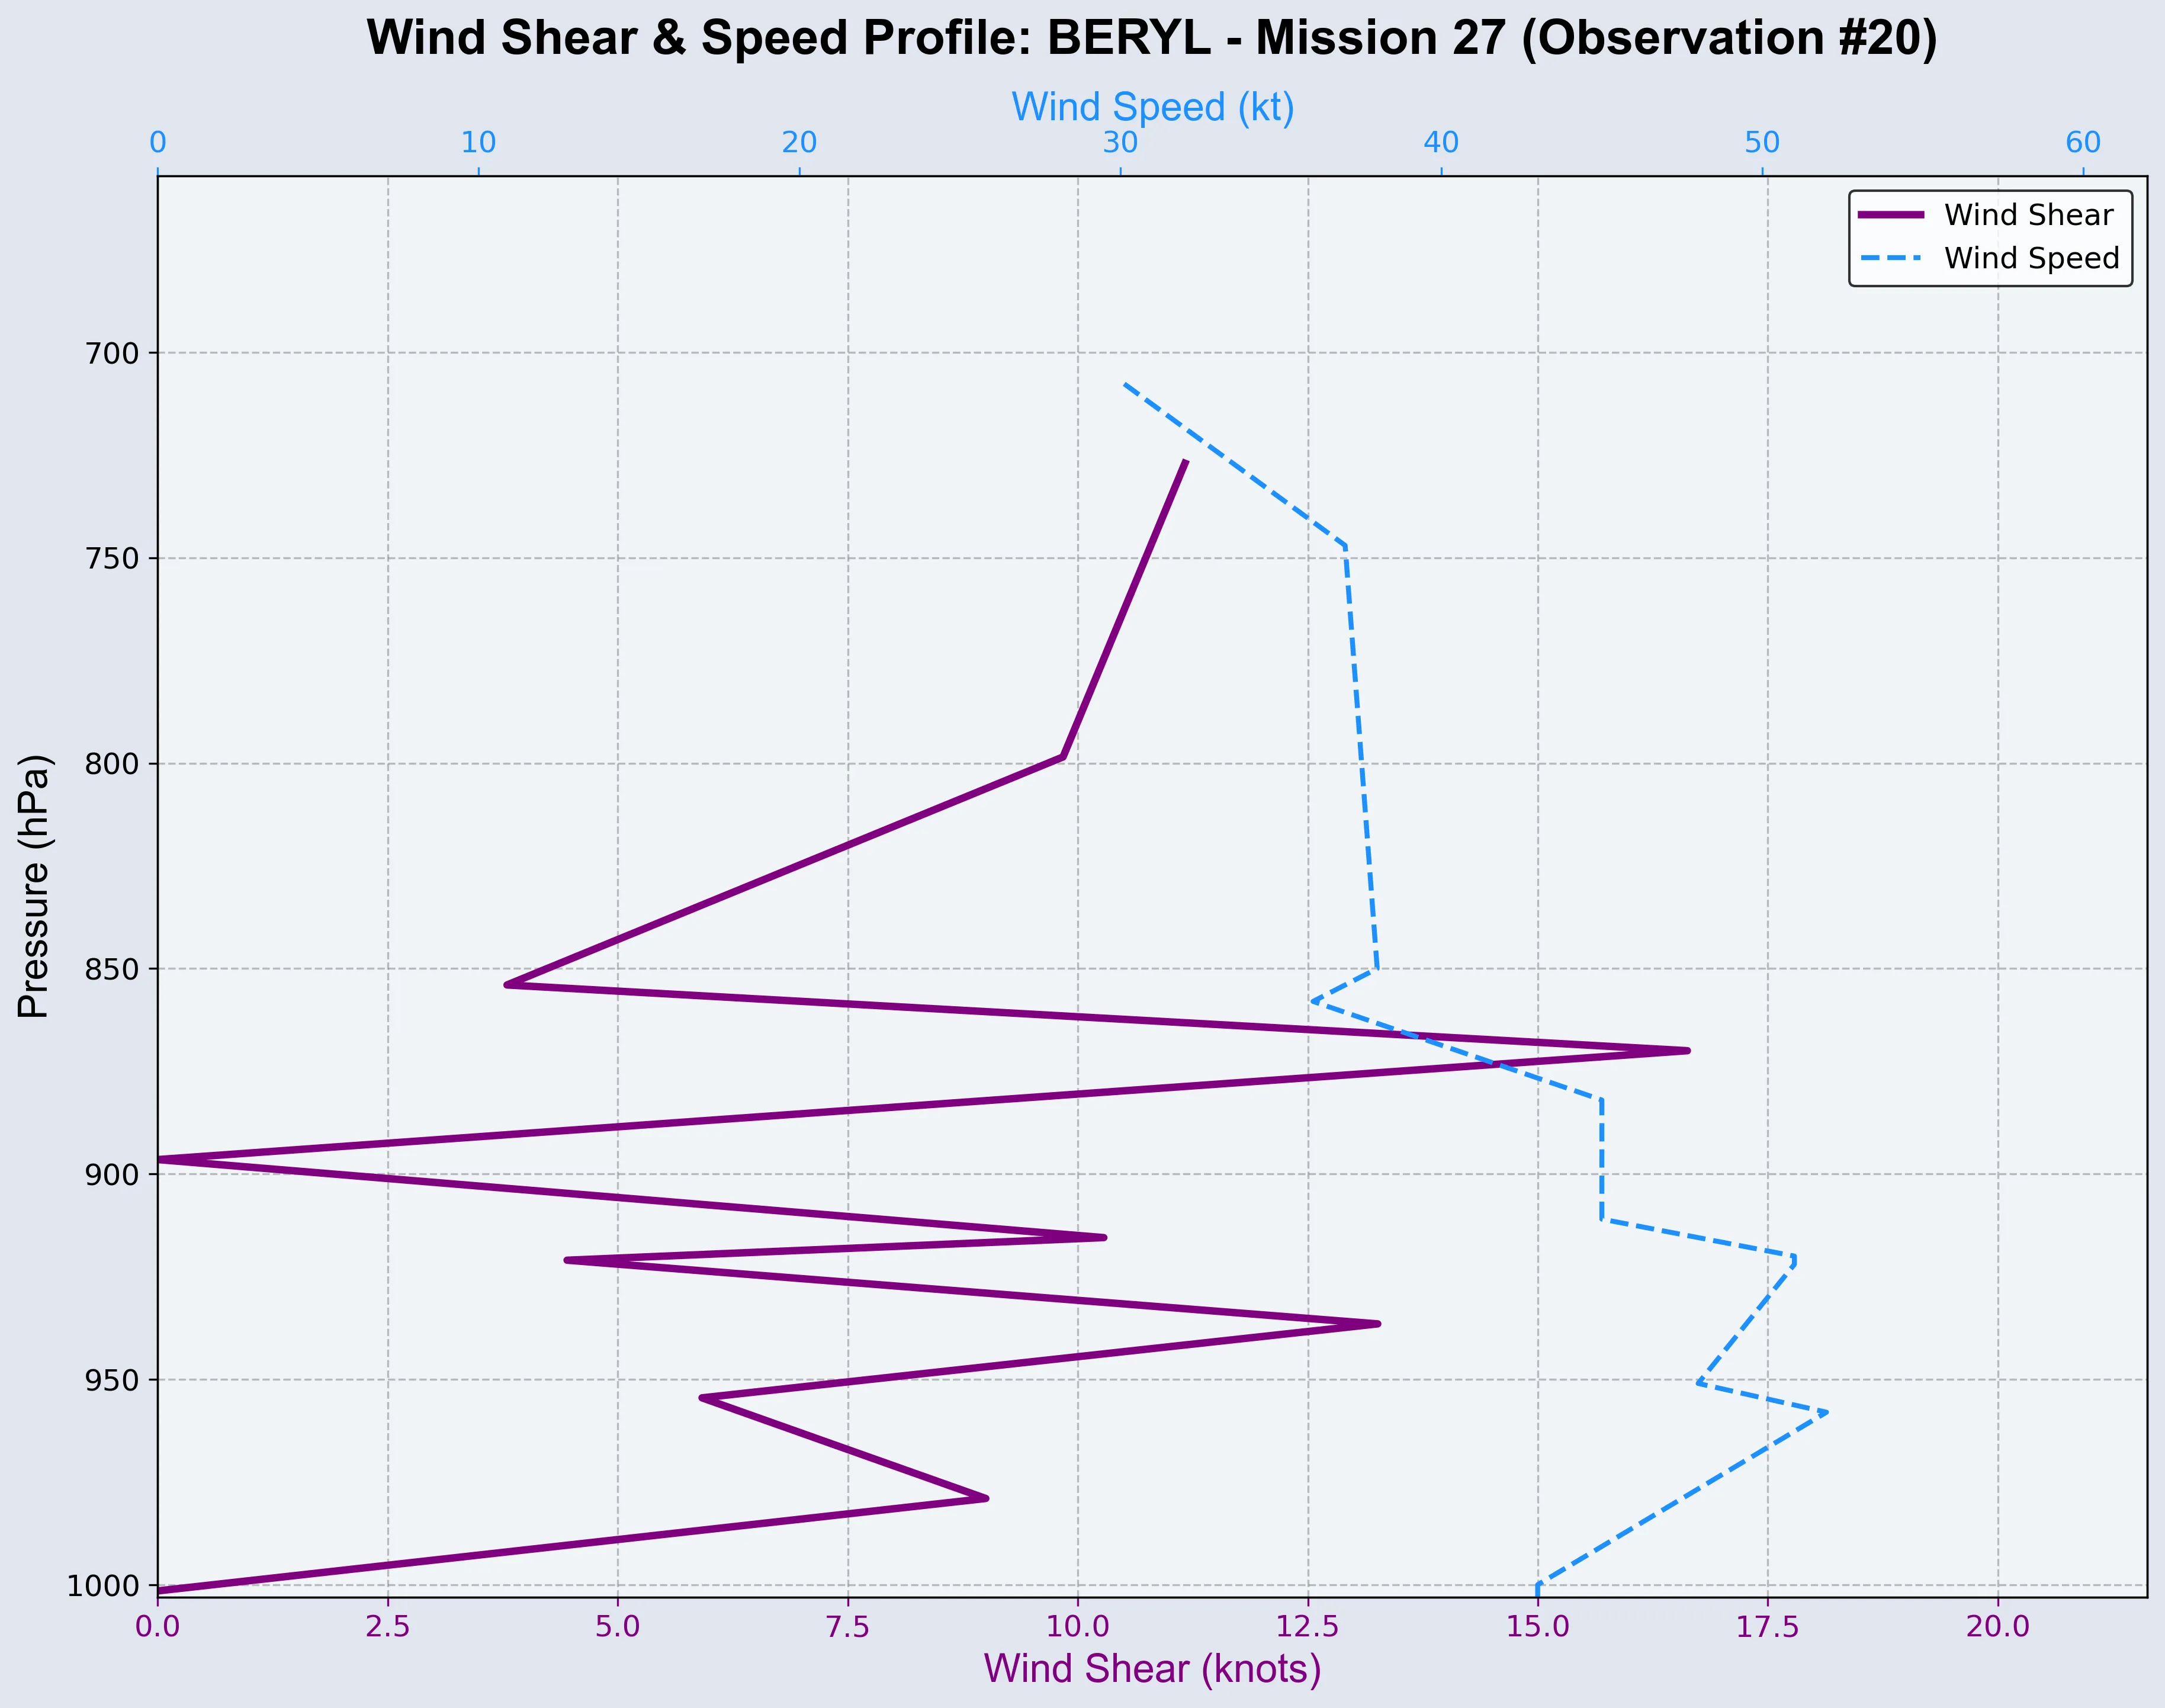 Wind Shear & Speed Profile: BERYL - Mission 27 (Observation #20)
Wind Speed (kt)
0 10 20 30 40 50 60
Wind Shear
Wind Speed
700
750
800
850
900
950
1000
Pressure (hPa)
0.0 2.5 5.0 7.5 10.0 12.5 15.0 17.5 20.0
Wind Shear (knots)